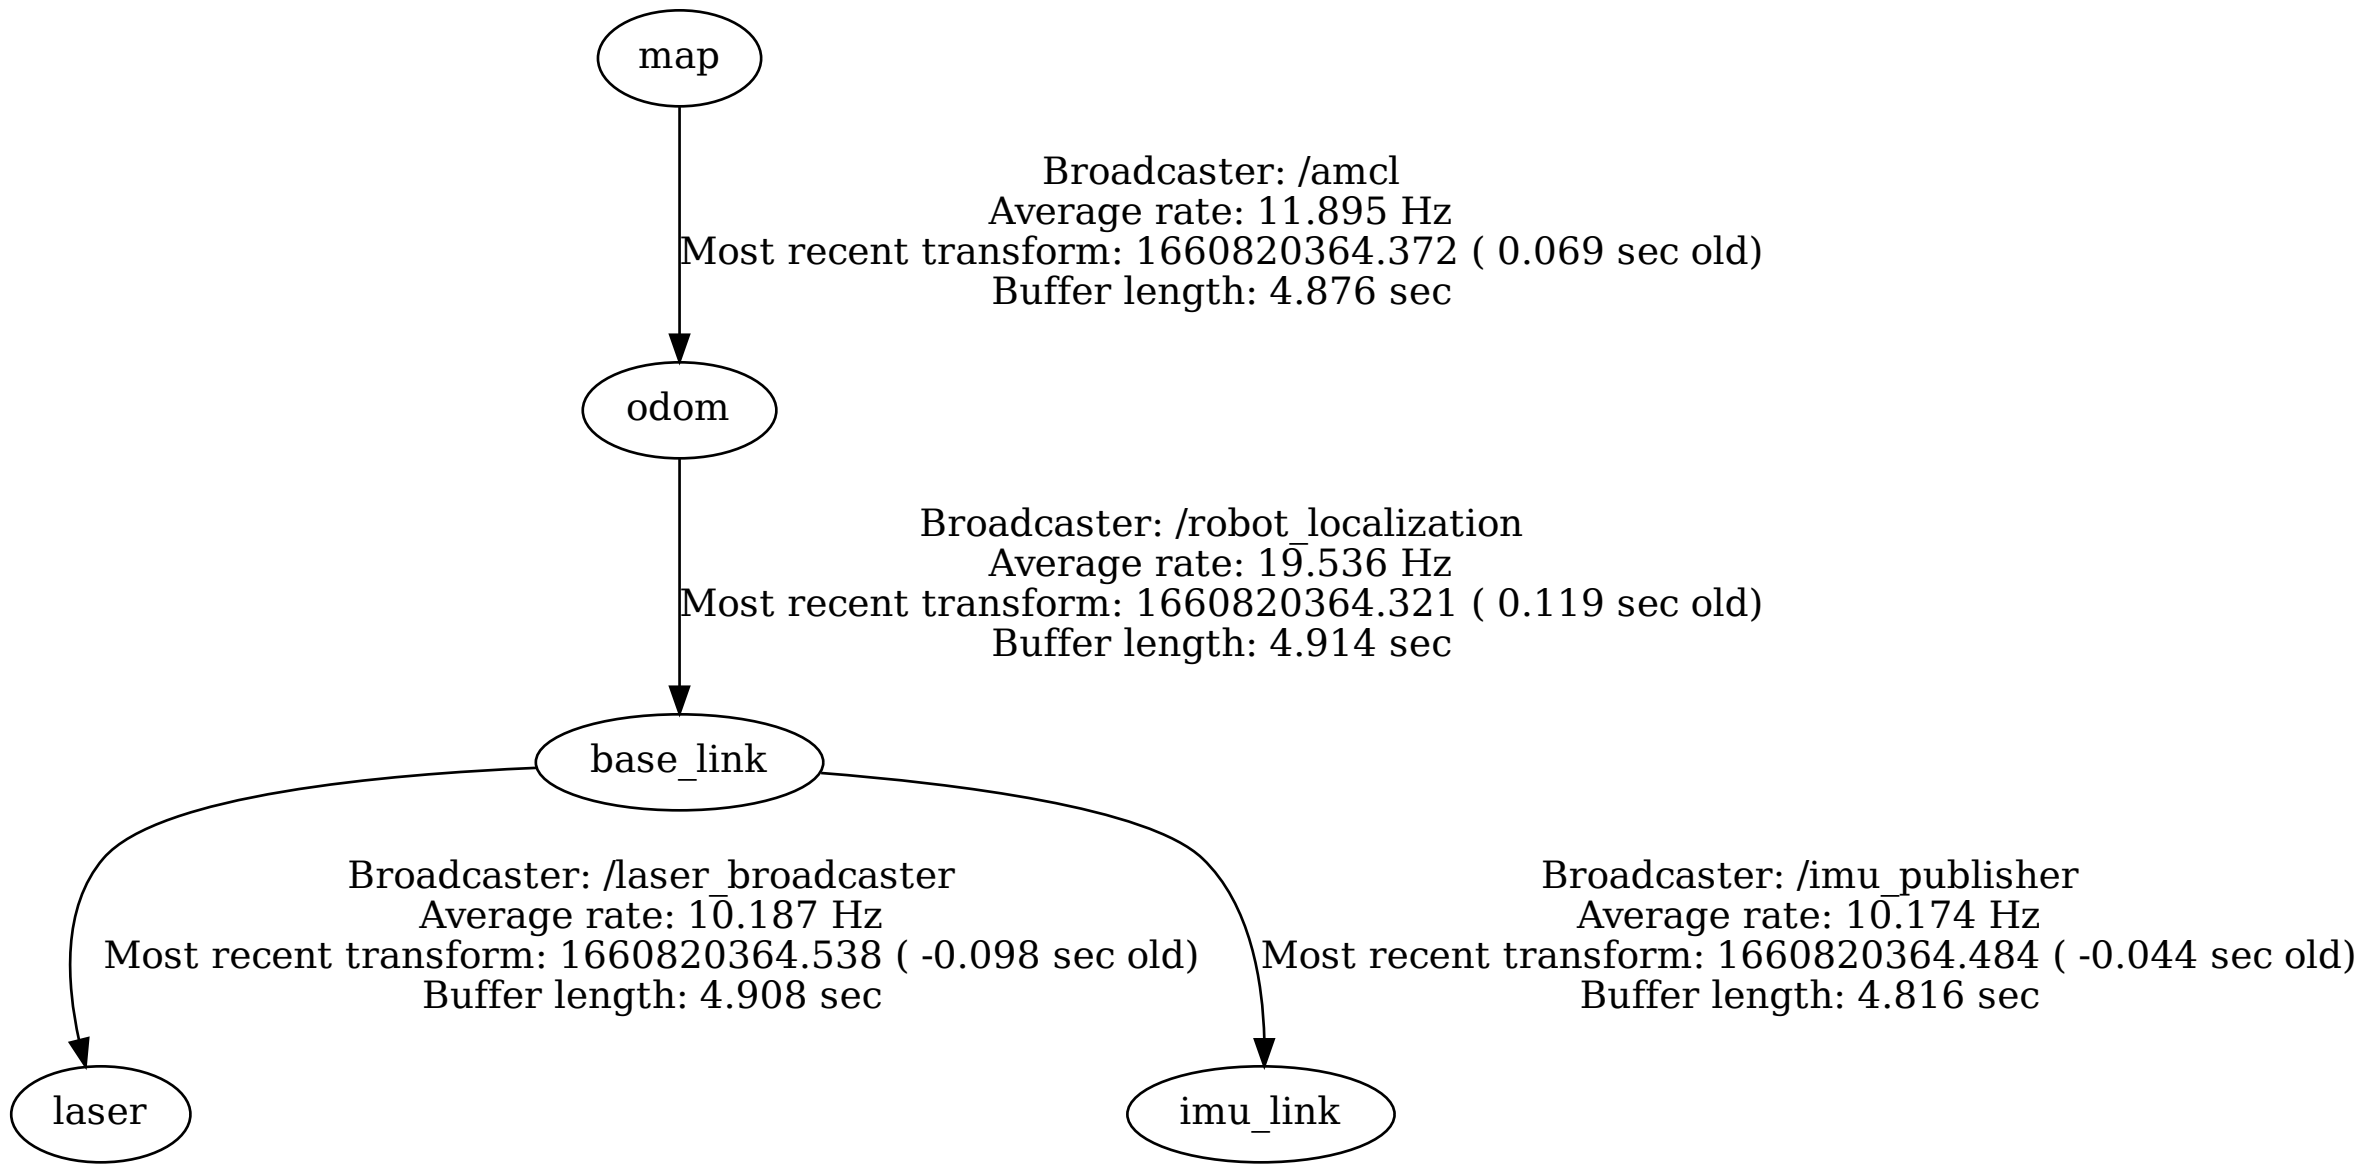 map
Broadcaster: /amcl
Average rate: 11.895 Hz
Most recent transform: 1660820364.372 ( 0.069 sec old)
Buffer length: 4.876 sec
odom
Broadcaster: /robot_localization
Average rate: 19.536 Hz
Most recent transform: 1660820364.321 ( 0.119 sec old)
Buffer length: 4.914 sec
base_link
Broadcaster: /laser_broadcaster
Average rate: 10.187 Hz
Most recent transform: 1660820364.538 ( -0.098 sec old)
Buffer length: 4.908 sec
Broadcaster: /imu_publisher
Average rate: 10.174 Hz
Most recent transform: 1660820364.484 ( -0.044 sec old)
Buffer length: 4.816 sec
laser
imu_link